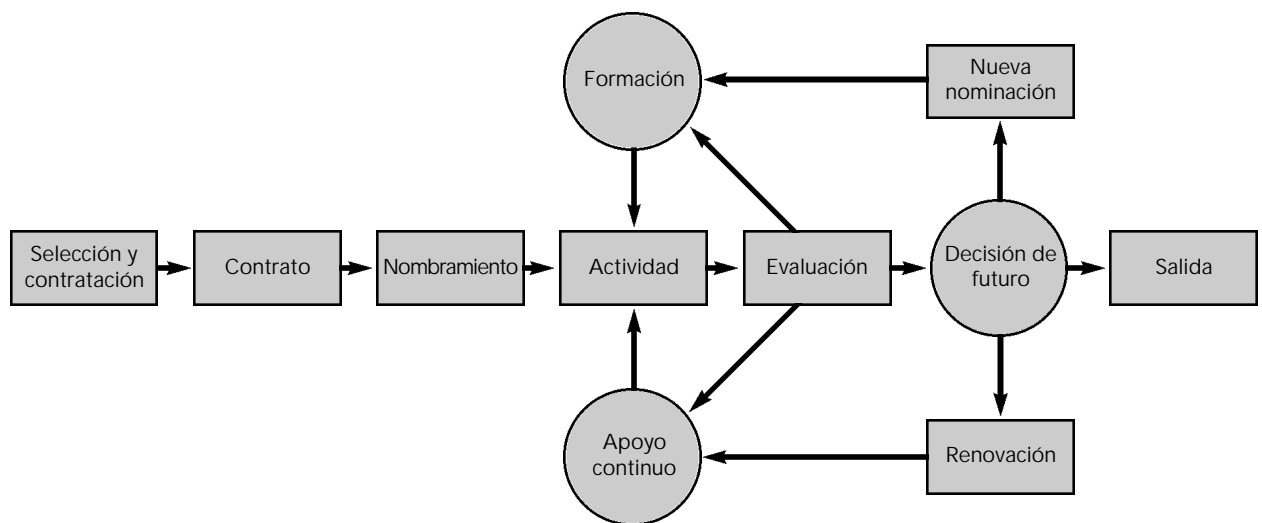 Formación
Nueva
nominación
Selección y
contratación
Contrato
Nombramiento
Actividad
Evaluación
Decisión de
futuro
Salida
Apoyo
continuo
Renovación